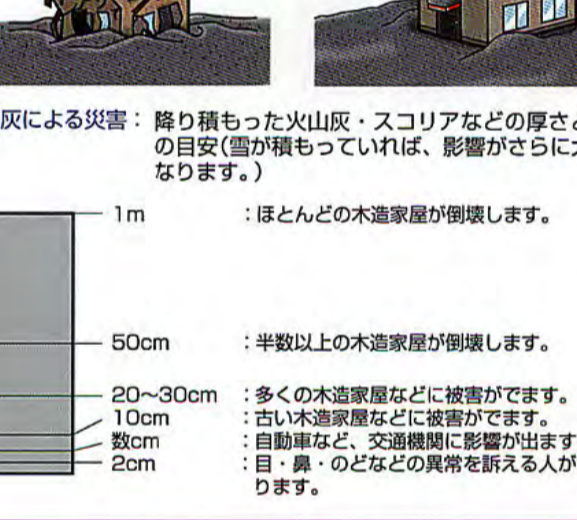 灰による災害：降り積もった火山灰・スコリアなどの厚さ
の目安(雪が積もっていれば、影響がさらに
なります。)
1m ：ほとんどの木造家屋が倒壊します。
50cm ：半数以上の木造家屋が倒壊します。
20〜30cm ：多くの木造家屋などに被害がでます。
10cm ：古い木造家屋などに被害がでます。
数cm ：自動車など、交通機関に影響が出ます
2cm ：目・鼻・のどなどの異常を訴える人が
ります。